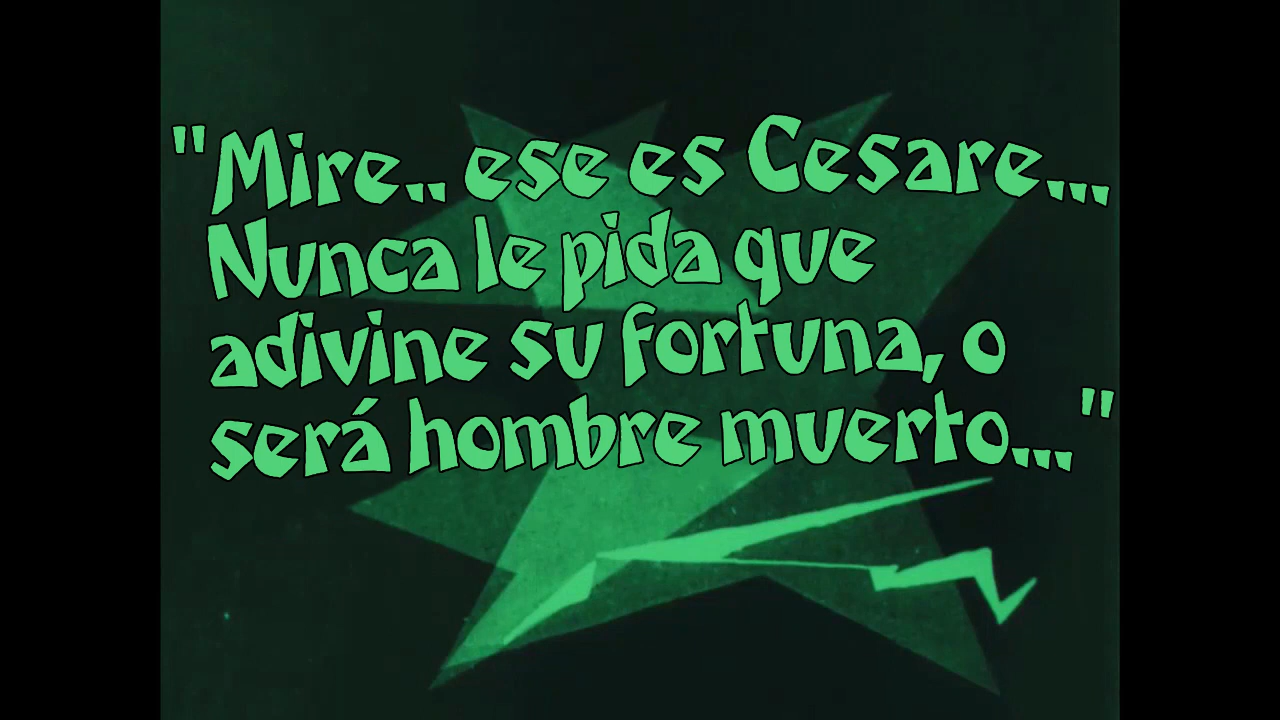 "Mire.. ese es Cesare...
Nunca le pida que
adivine su fortuna, o
será hombre muerto..."